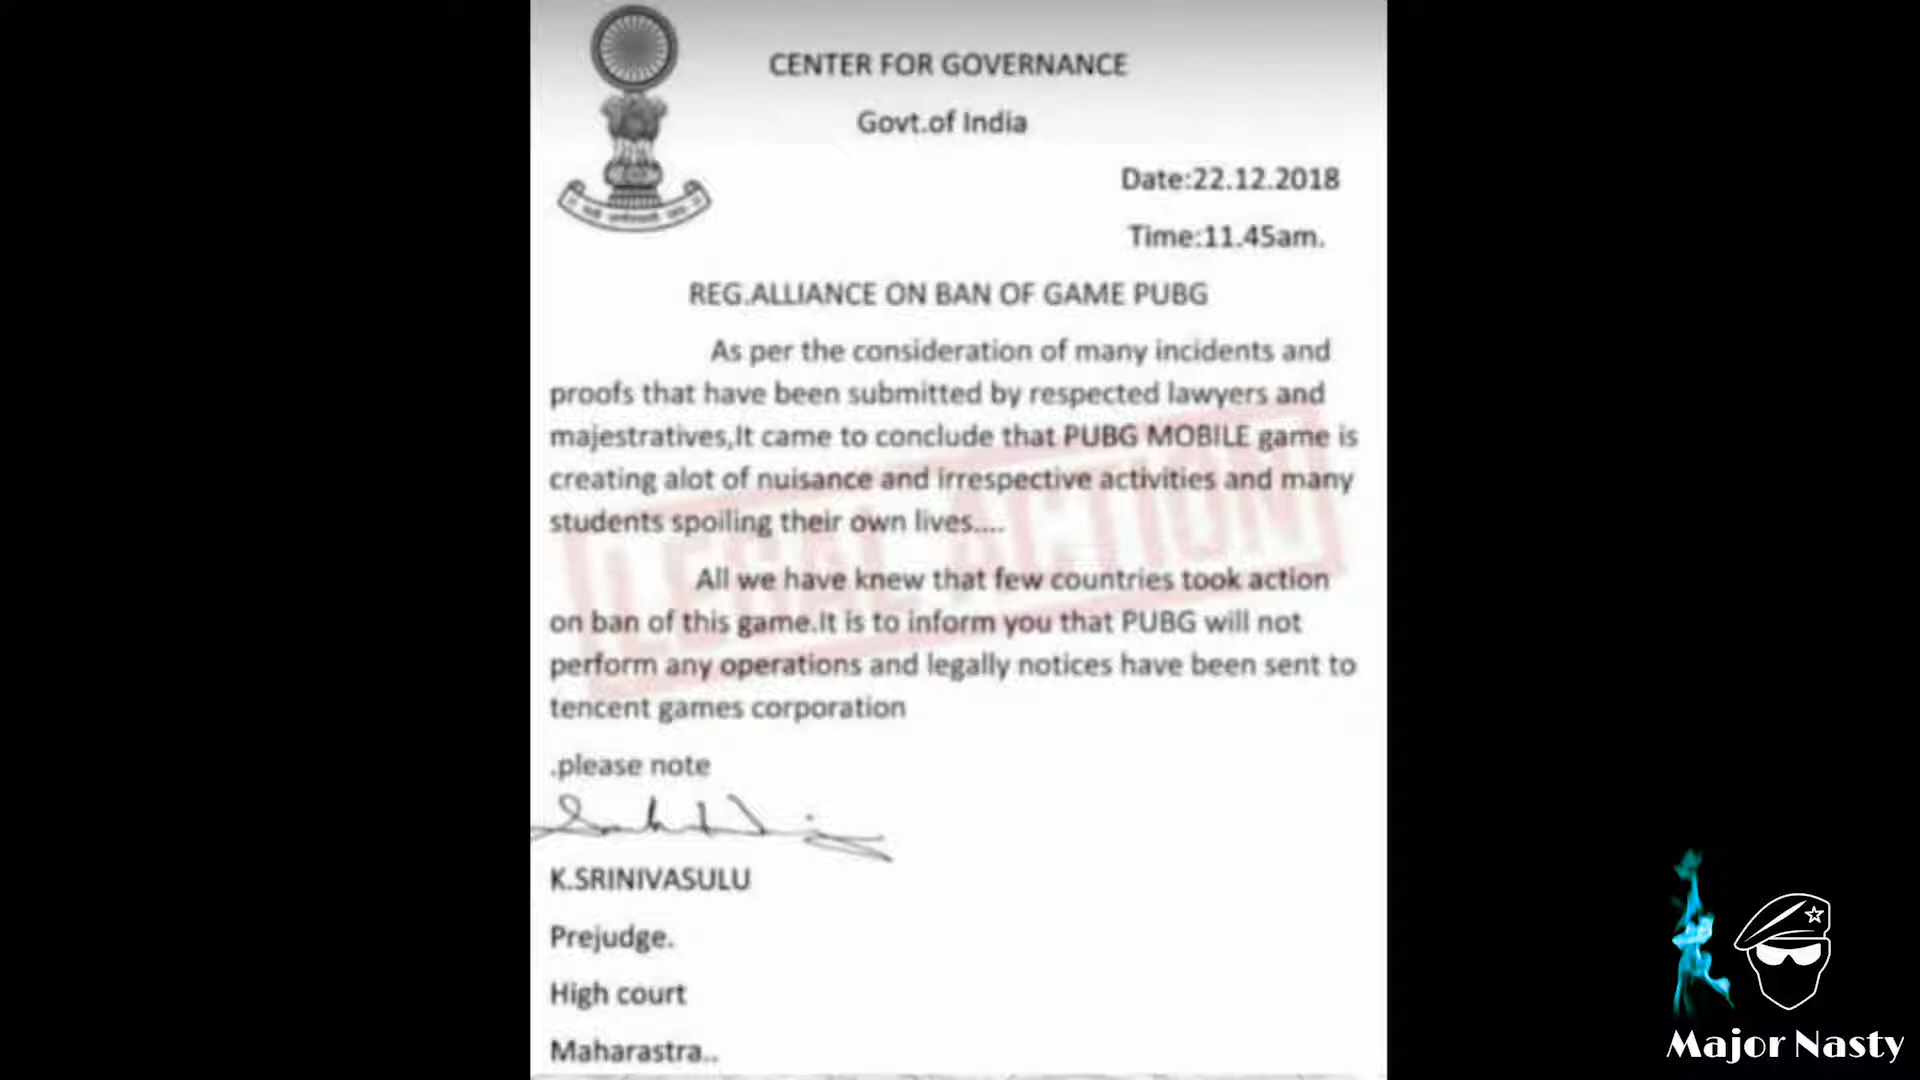 CENTER FOR GOVERNANCE
Govt.of India
Date:22.12.2018
Time:11.45am.
REG.ALLIANCE ON BAN OF GAME PUBG
As per the consideration of many incidents and
proofs that have been submitted by respected lawyers and
majestratives,It came to conclude that PUBG MOBILE game is
creating alot of nuisance and irrespective activities and many
students spoiling their own lives....
All we have knew that few countries took action
on ban of this game.It is to inform you that PUBG will not
perform any operations and legally notices have been sent to
tencent games corporation
LEGAL ACTION
.please note
K.SRINIVASULU
Prejudge.
High court
Maharastra..
Major Nasty